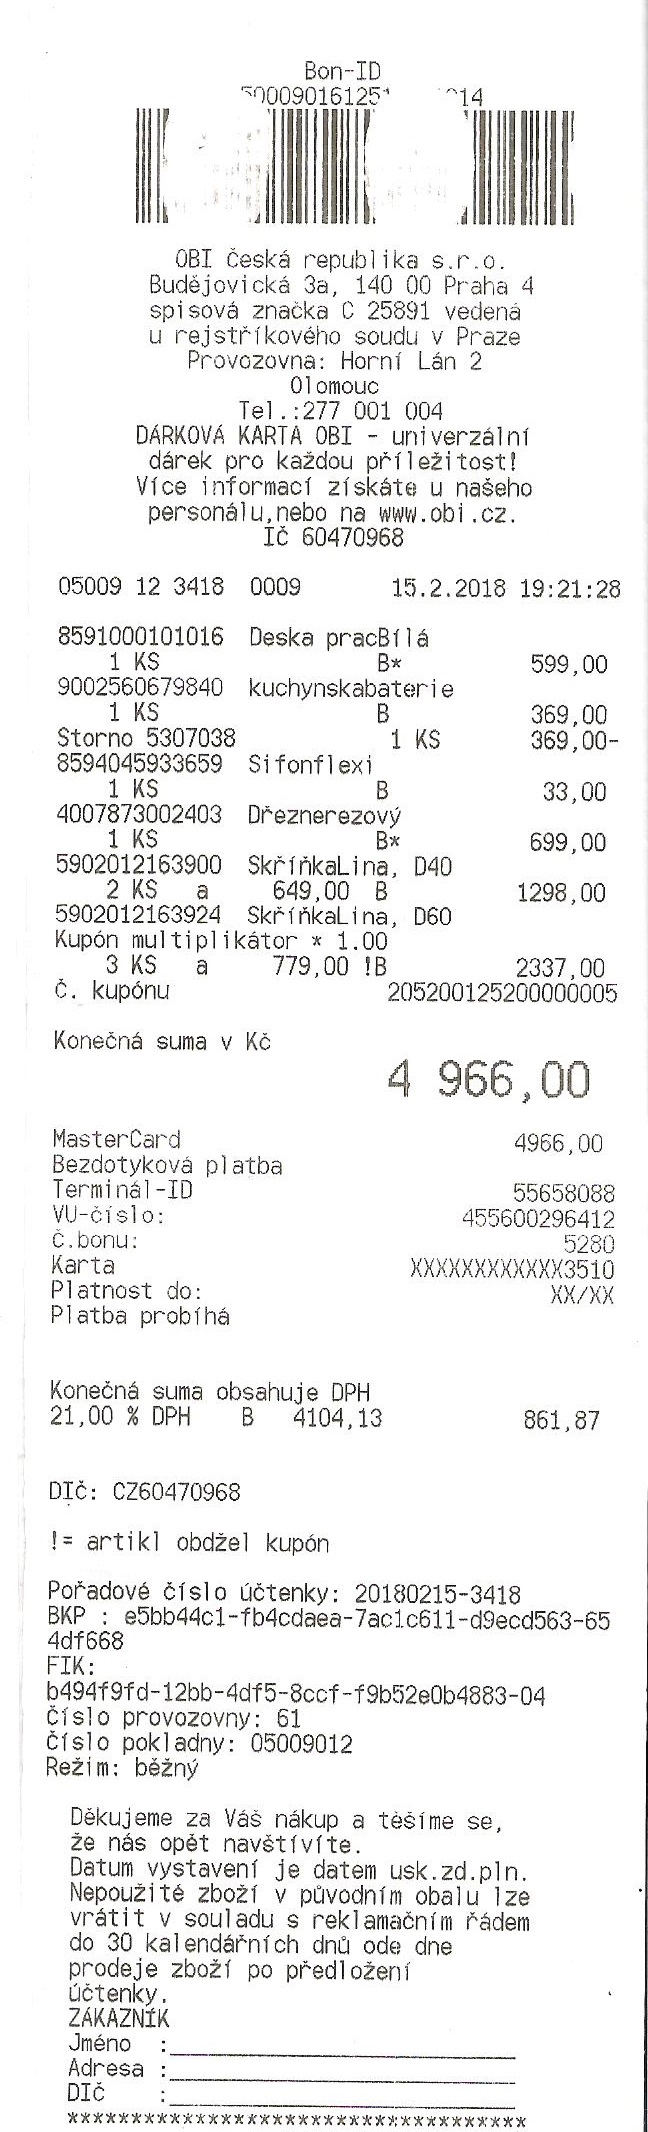 Bon-ID
OBI česká republika s.r.o.
Budějovická 3a, 140 00 Praha 4
spisová značka C 25891 vedená
u rejstříkového soudu v Praze
Provozovna: Horní Lán 2
Olomouc
Tel.:277 001 004
DÁRKOVÁ KARTA OBI - univerzální
dárek pro každou příležitost!
Více informací získáte u našeho
personálu,nebo na www.obi.cz.
IČ 60470968
05009 12 3418 0009 15.2.2018 19:21:28
8591000101016 Deska pracBílá
1 KS B* 599,00
9002560679840 kuchynskabaterie
1 KS B 369,00
Storno 5307038 1 KS 369,00-
8594045933659 Sifonflexi
1 KS B 33,00
4007873002403 Dřeznerezový
1 KS B* 699,00
5902012163900 SkříňkaLina, D40
2 KS a 649,00 B 1298,00
5902012163924 SkříňkaLina, D60
Kupón multiplikátor * 1.00
3 KS a 779,00 !B 2337,00
Č. kupónu 205200125200000005
Konečná suma v Kč
4 966,00
MasterCard 4966,00
Bezdotyková platba
Terminál-ID 55658088
VU-číslo: 455600296412
Č.bonu: 5280
Karta XXXXXXXXXXXX3510
Platnost do: XX/XX
Platba probíhá
Konečná suma obsahuje DPH
21,00 % DPH B 4104,13 861,87
DIČ: CZ60470968
!= artikl obdžel kupón
Pořadové číslo účtenky: 20180215-3418
BKP : e5bb44c1-fb4cdaea-7ac1c611-d9ecd563-65
4df668
FIK:
b494f9fd-12bb-4df5-8ccf-f9b52e0b4883-04
Číslo provozovny: 61
Číslo pokladny: 05009012
Režim: běžný
Děkujeme za Váš nákup a těšíme se,
že nás opět navštívíte.
Datum vystavení je datem usk.zd.pln.
Nepoužité zboží v původním obalu lze
vrátit v souladu s reklamačním řádem
do 30 kalendářních dnů ode dne
prodeje zboží po předložení
účtenky.
ZÁKAZNÍK
Jméno :
Adresa :
DIČ :
************************************